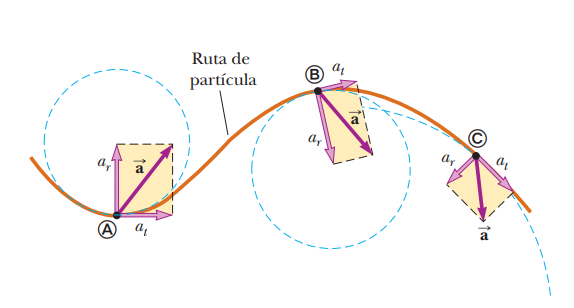 Ruta de
partícula
Ⓐ
a_r
a⃗
a_t
Ⓑ
a_t
a_r
a⃗
Ⓒ
a_r
a_t
a⃗